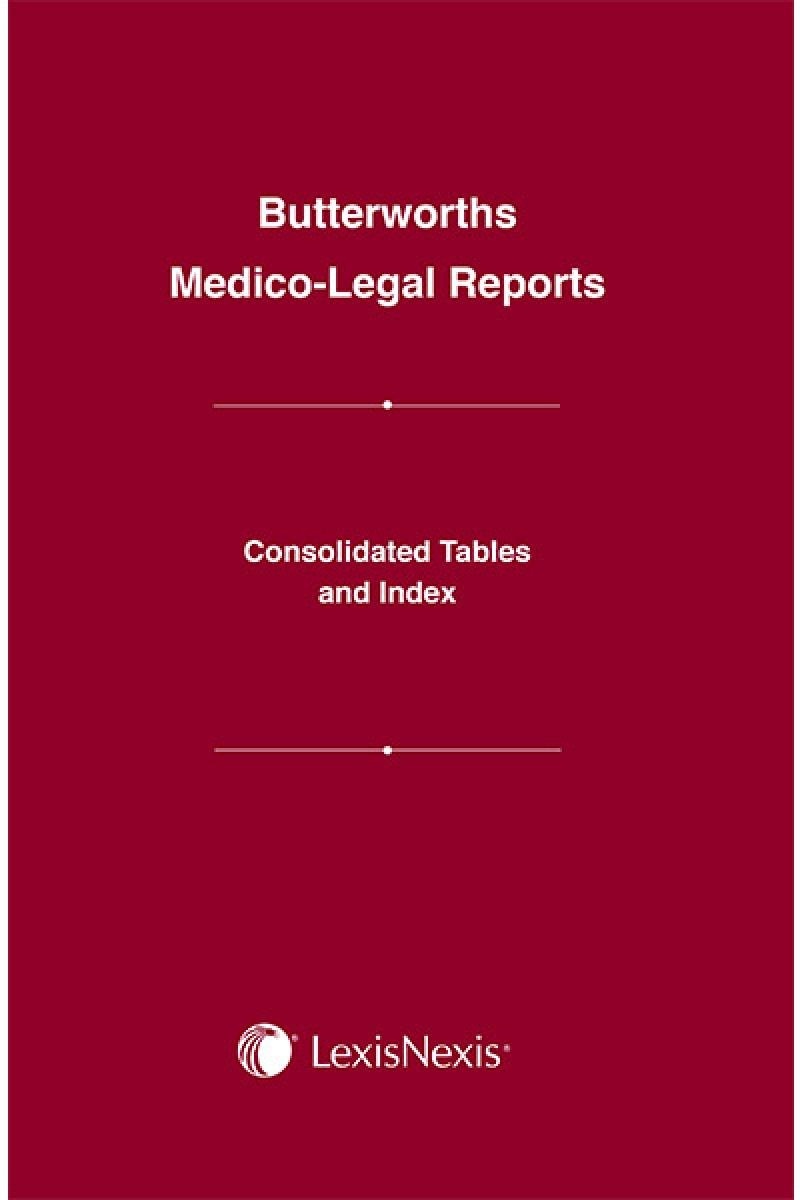 Butterworths
Medico-Legal Reports
Consolidated Tables
and Index
LexisNexis®